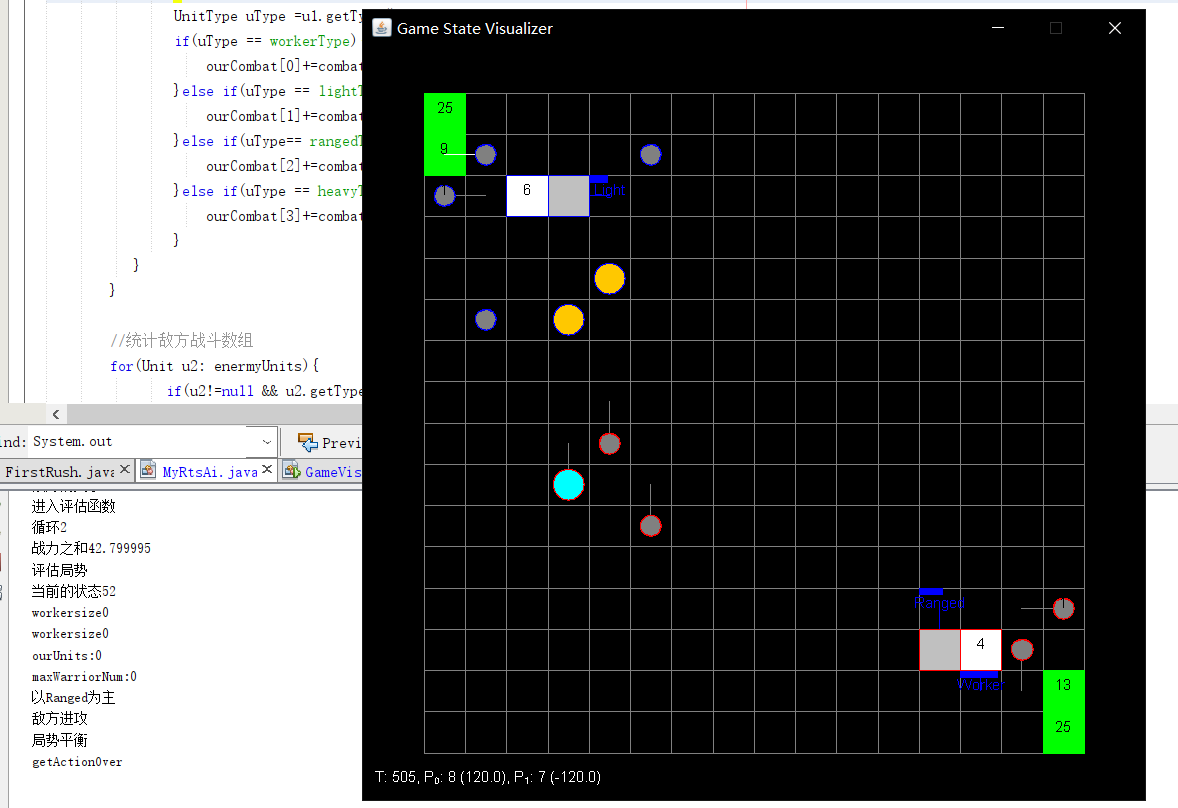 UnitType uType =u1.getTy
if(uType == workerType)
ourCombat[0]+=combat
}else if(uType == lightT
ourCombat[1]+=combat
}else if(uType== rangedT
ourCombat[2]+=combat
}else if(uType == heavyT
ourCombat[3]+=combat
}
}
}
//统计敌方战斗数组
for(Unit u2: enermyUnits){
if(u2!=null && u2.getType
ind: System.out
Previ
FirstRush.java
MyRtsAi.java
GameVis
进入评估函数
循环2
战力之和42.799995
评估局势
当前的状态52
workersize0
workersize0
ourUnits:0
maxWarriorNum:0
以Ranged为主
敌方进攻
局势平衡
getActionOver
Game State Visualizer
25
9
6
Light
Ranged
4
Worker
13
25
T: 505, P₀: 8 (120.0), P₁: 7 (-120.0)